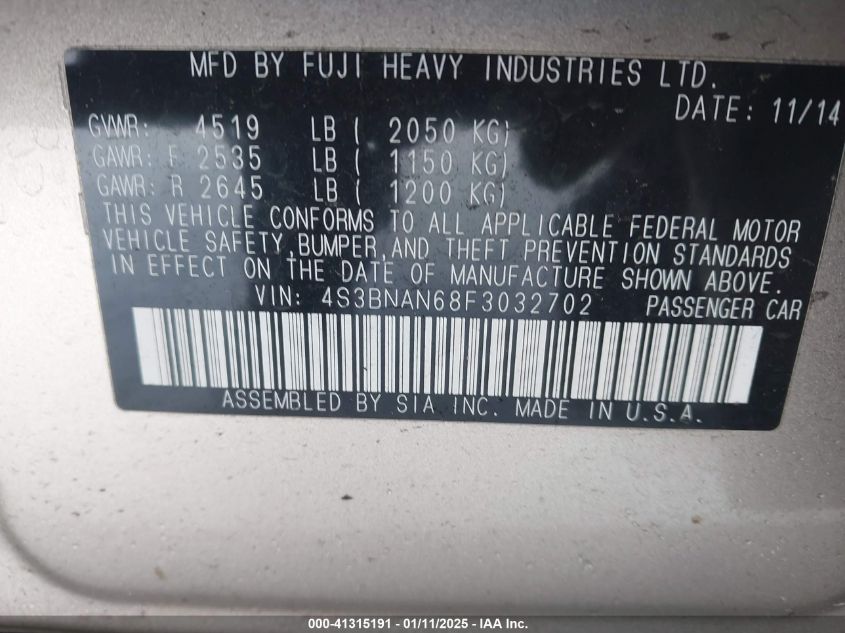 MFD BY FUJI HEAVY INDUSTRIES LTD.
DATE: 11/14
GVWR: 4519 LB ( 2050 KG)
GAWR: F 2535 LB ( 1150 KG)
GAWR: R 2645 LB ( 1200 KG)
THIS VEHICLE CONFORMS TO ALL APPLICABLE FEDERAL MOTOR
VEHICLE SAFETY, BUMPER, AND THEFT PREVENTION STANDARDS
IN EFFECT ON THE DATE OF MANUFACTURE SHOWN ABOVE.
VIN: 4S3BNAN68F3032702 PASSENGER CAR
ASSEMBLED BY SIA INC. MADE IN U.S.A.
000-41315191 - 01/11/2025 - IAA Inc.